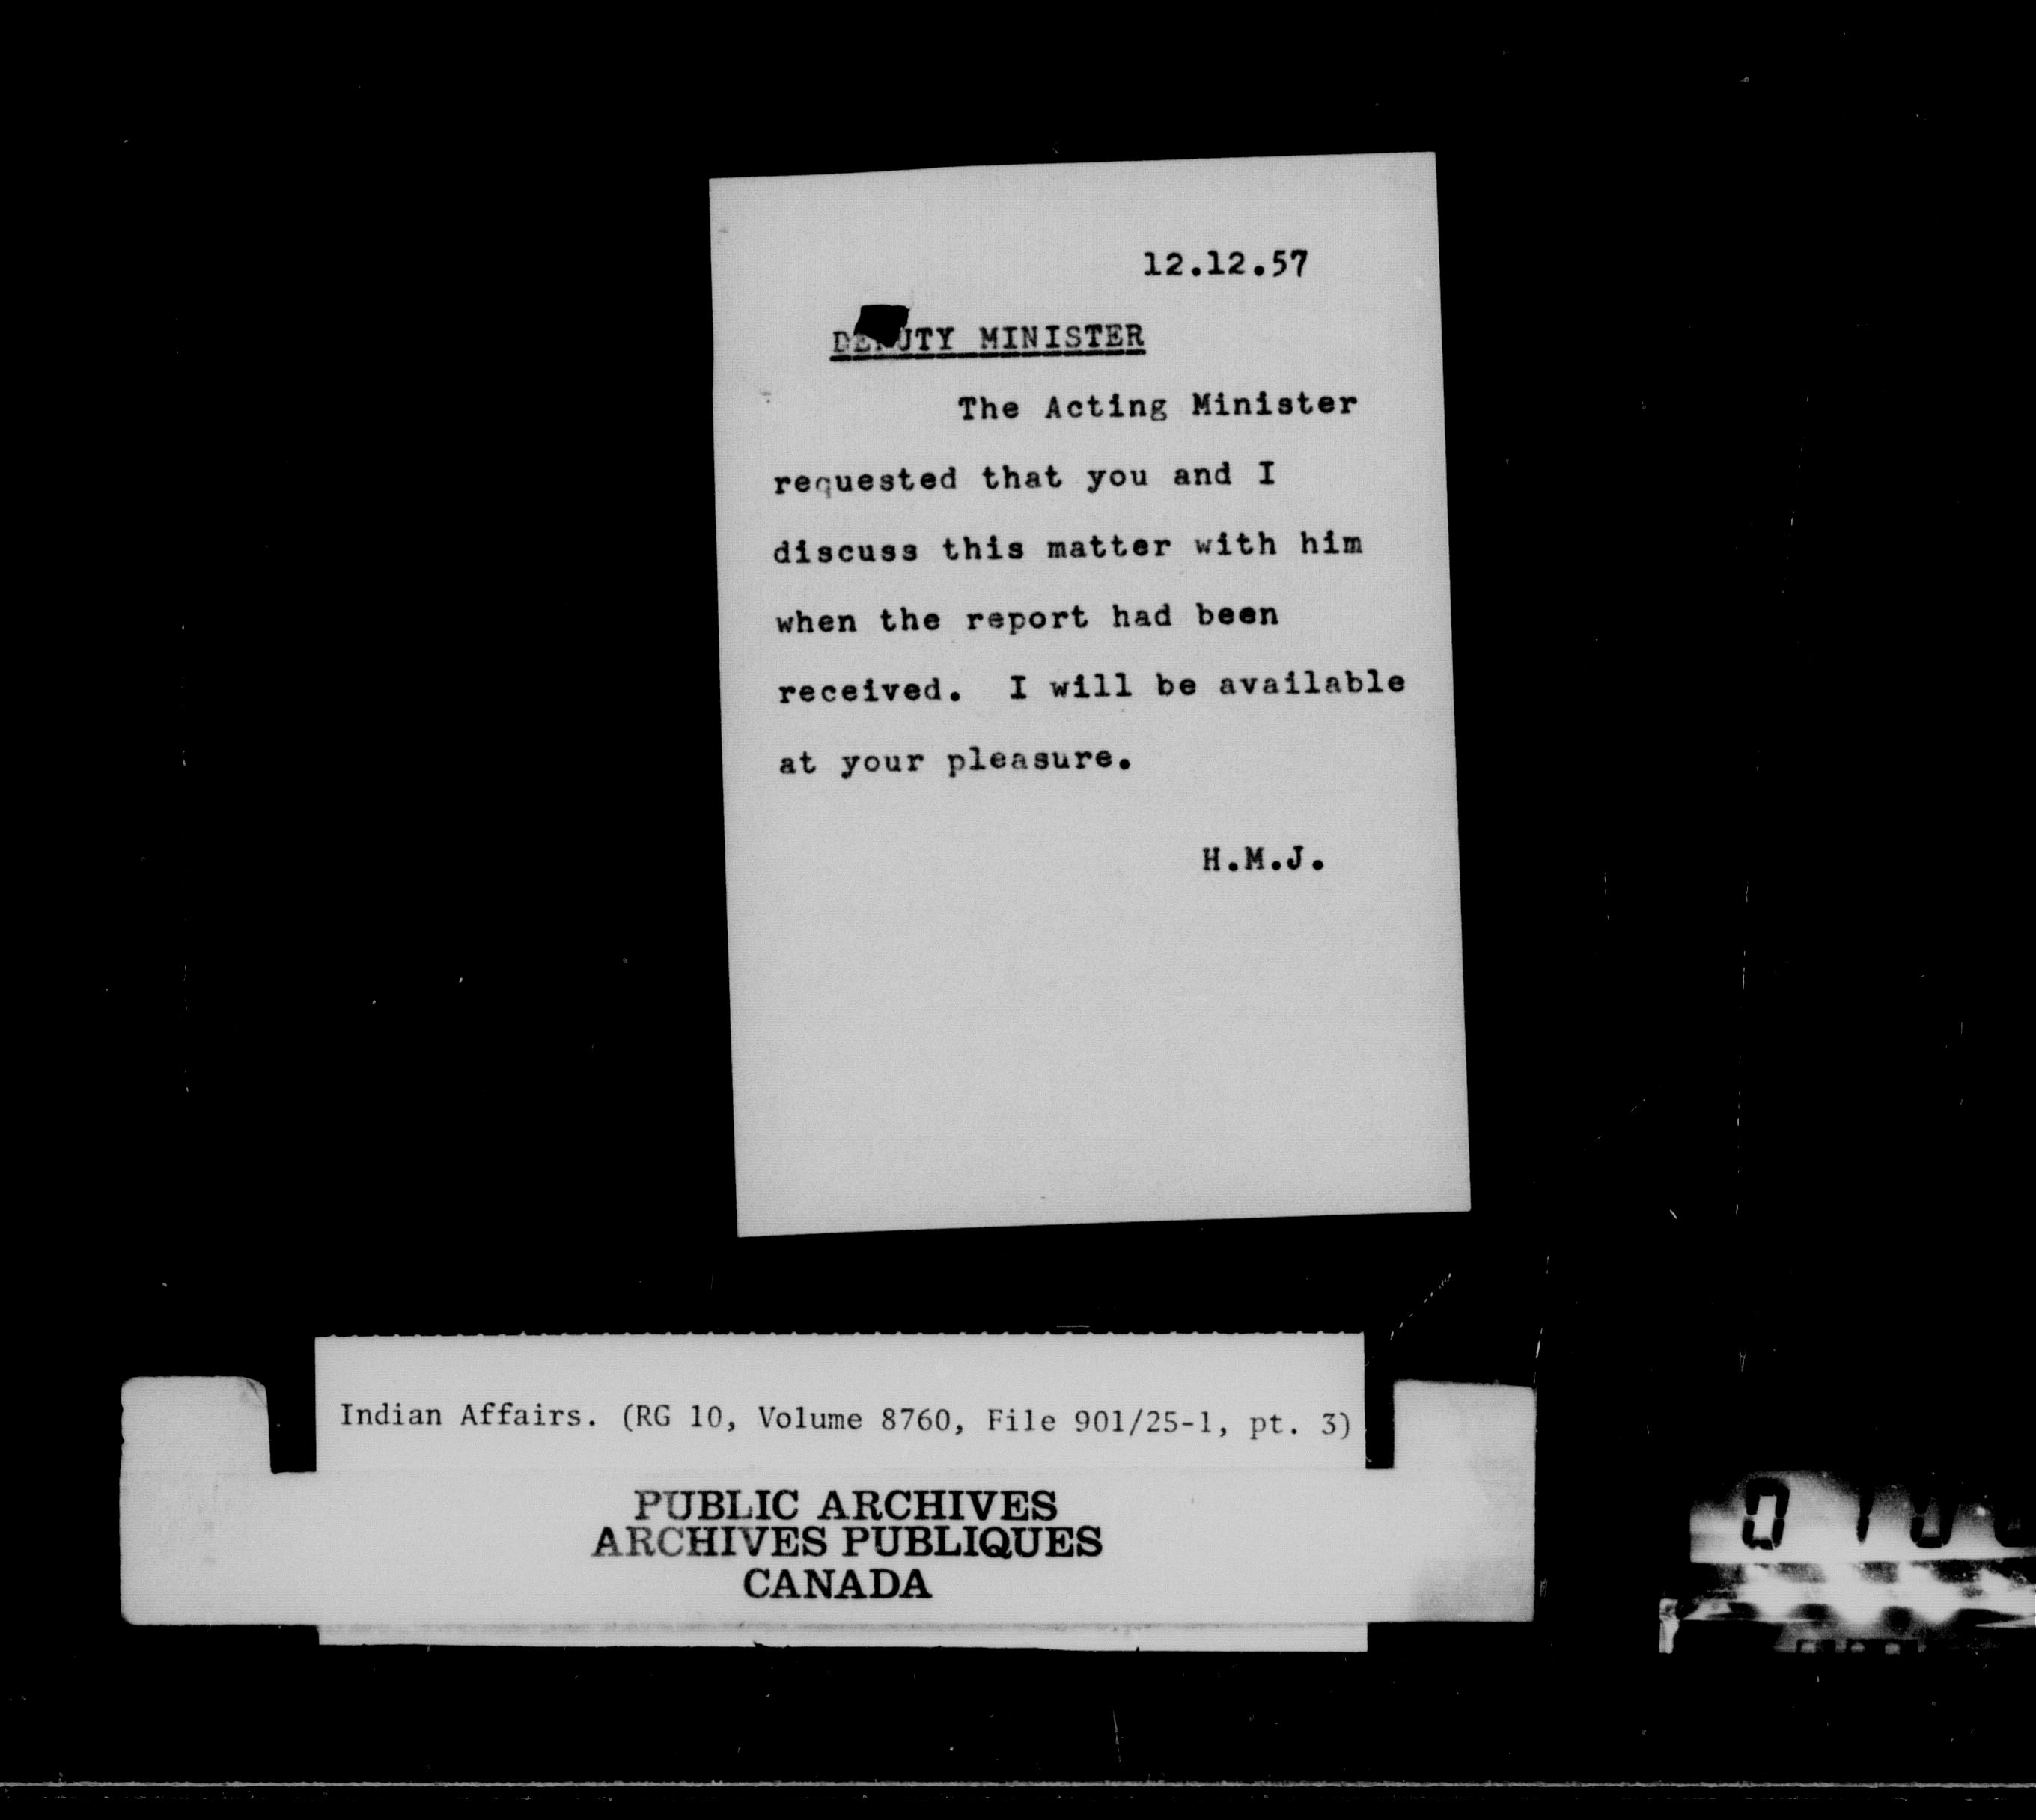 12.12.57
DEPUTY MINISTER
The Acting Minister
requested that you and I
discuss this matter with him
when the report had been
received. I will be available
at your pleasure.
H.M.J.
Indian Affairs. (RG 10, Volume 8760, File 901/25-1, pt. 3)
PUBLIC ARCHIVES
ARCHIVES PUBLIQUES
CANADA